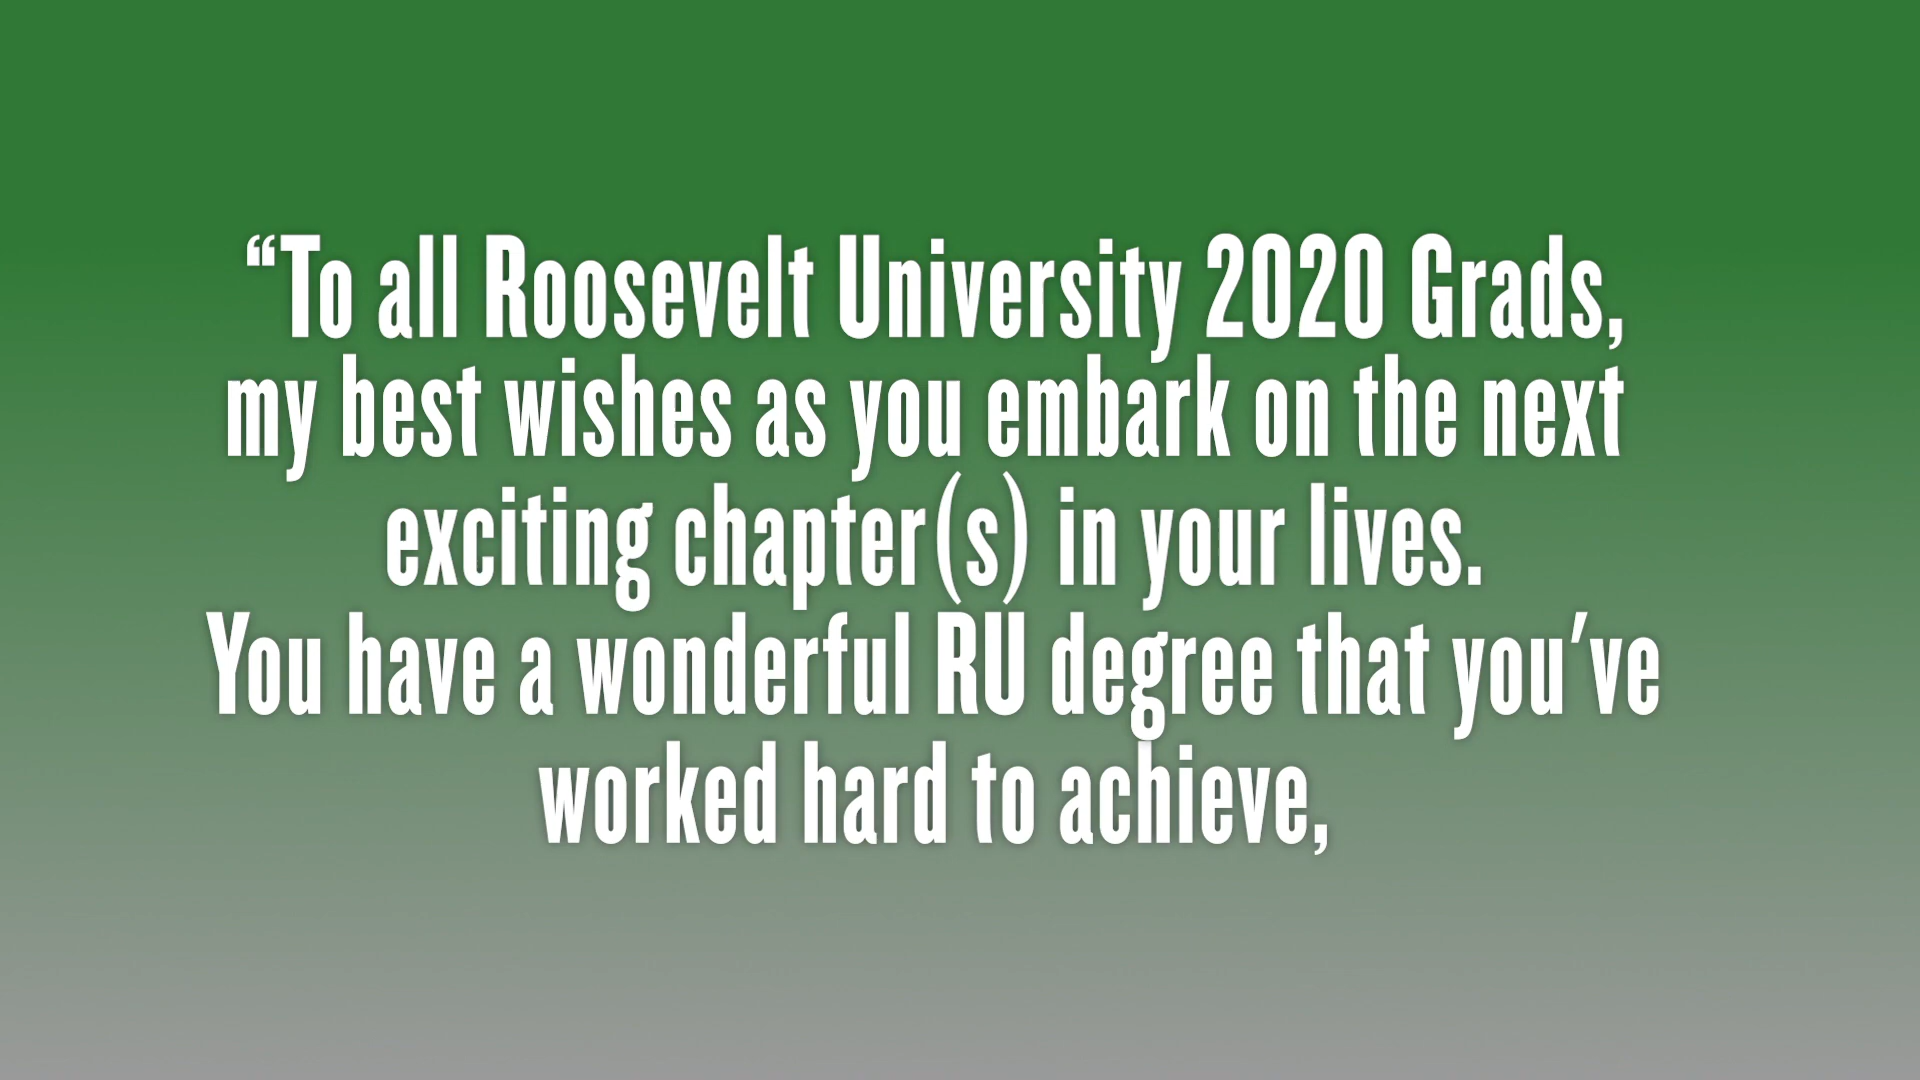 “To all Roosevelt University 2020 Grads,
my best wishes as you embark on the next
exciting chapter(s) in your lives.
You have a wonderful RU degree that you’ve
worked hard to achieve,